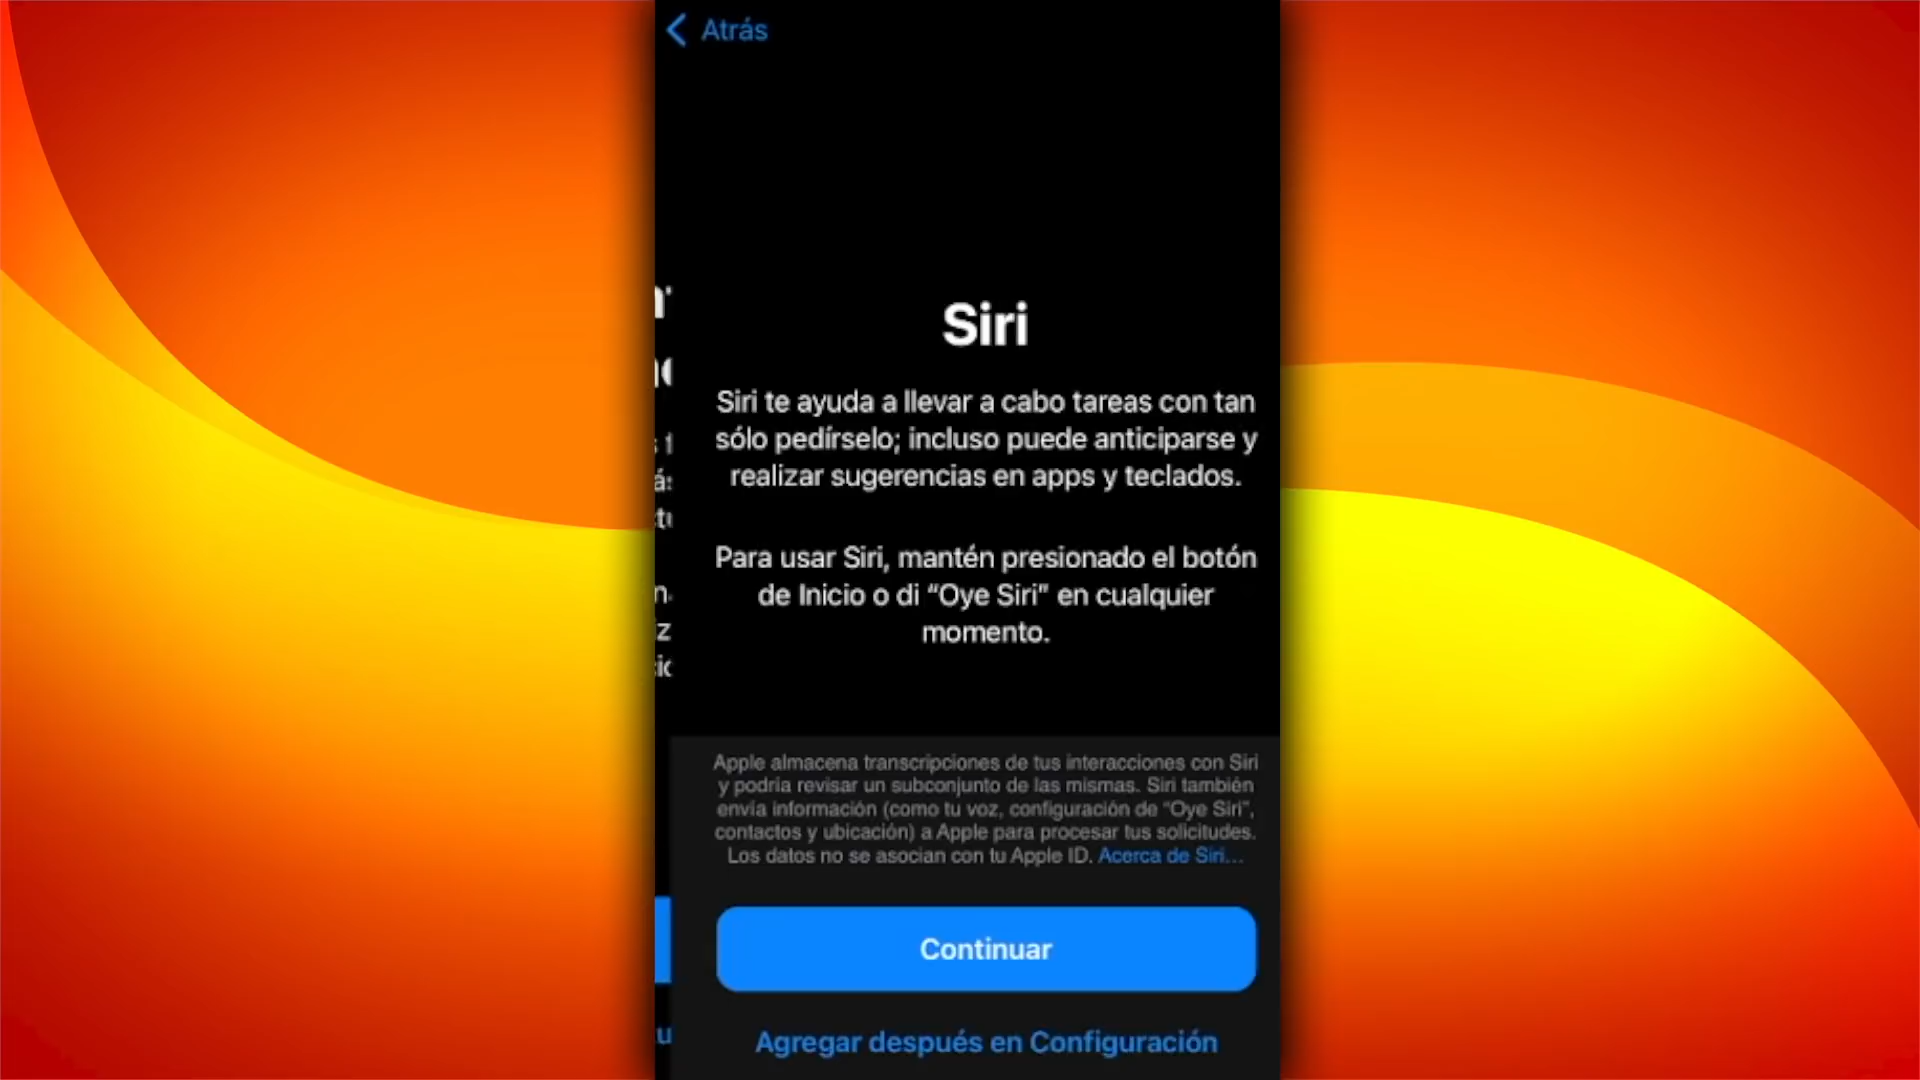 Atrás
Siri
Siri te ayuda a llevar a cabo tareas con tan
sólo pedírselo; incluso puede anticiparse y
realizar sugerencias en apps y teclados.
Para usar Siri, mantén presionado el botón
de Inicio o di “Oye Siri” en cualquier
momento.
Apple almacena transcripciones de tus interacciones con Siri
y podría revisar un subconjunto de las mismas. Siri también
envía información (como tu voz, configuración de “Oye Siri”,
contactos y ubicación) a Apple para procesar tus solicitudes.
Los datos no se asocian con tu Apple ID. Acerca de Siri...
Continuar
Agregar después en Configuración